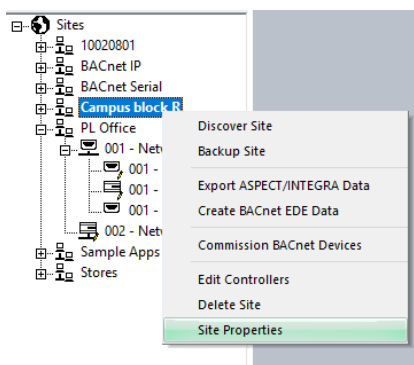 Sites
10020801
BACnet IP
BACnet Serial
Campus block R
PL Office
001 - Net
001 -
001 -
001 -
002 - Net
Sample Apps
Stores
Discover Site
Backup Site
Export ASPECT/INTEGRA Data
Create BACnet EDE Data
Commission BACnet Devices
Edit Controllers
Delete Site
Site Properties